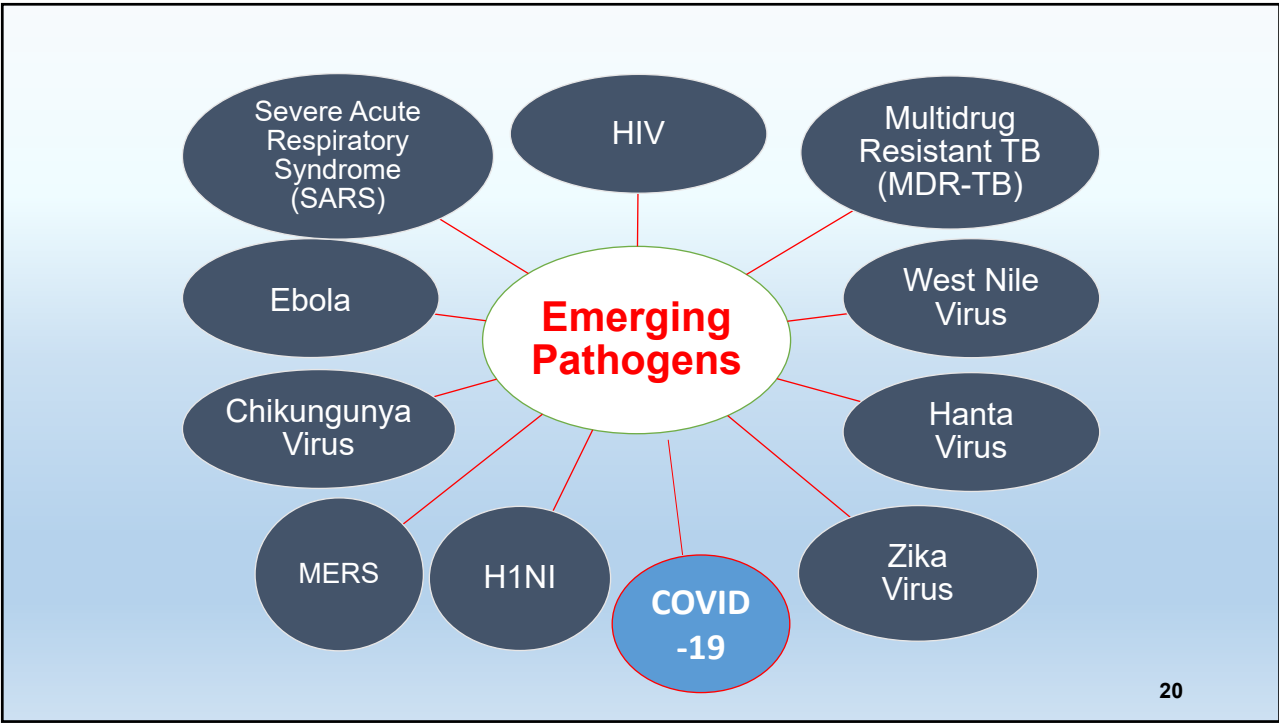 Severe Acute
Respiratory
Syndrome
(SARS)
HIV
Multidrug
Resistant TB
(MDR-TB)
Ebola
Emerging
Pathogens
West Nile
Virus
Chikungunya
Virus
Hanta
Virus
MERS
H1NI
COVID
-19
Zika
Virus
20